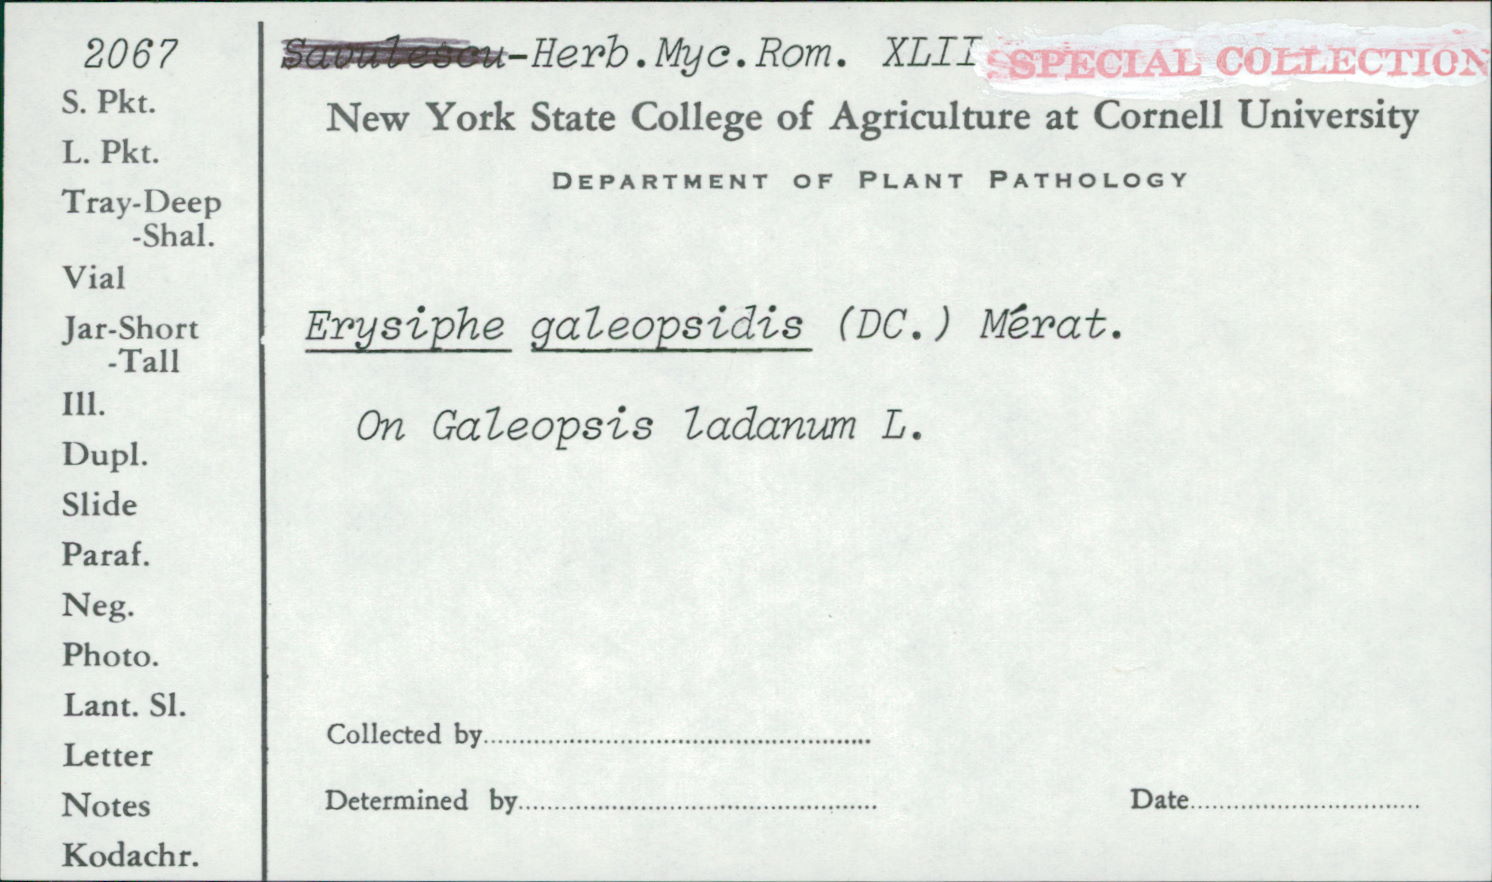 2067
S. Pkt.
L. Pkt.
Tray-Deep
-Shal.
Vial
Jar-Short
-Tall
Ill.
Dupl.
Slide
Paraf.
Neg.
Photo.
Lant. Sl.
Letter
Notes
Kodachr.
Savulescu-Herb.Myc.Rom. XLII SPECIAL COLLECTION
New York State College of Agriculture at Cornell University
DEPARTMENT OF PLANT PATHOLOGY
Erysiphe galeopsidis (DC.) Mérat.
On Galeopsis ladanum L.
Collected by
Determined by
Date